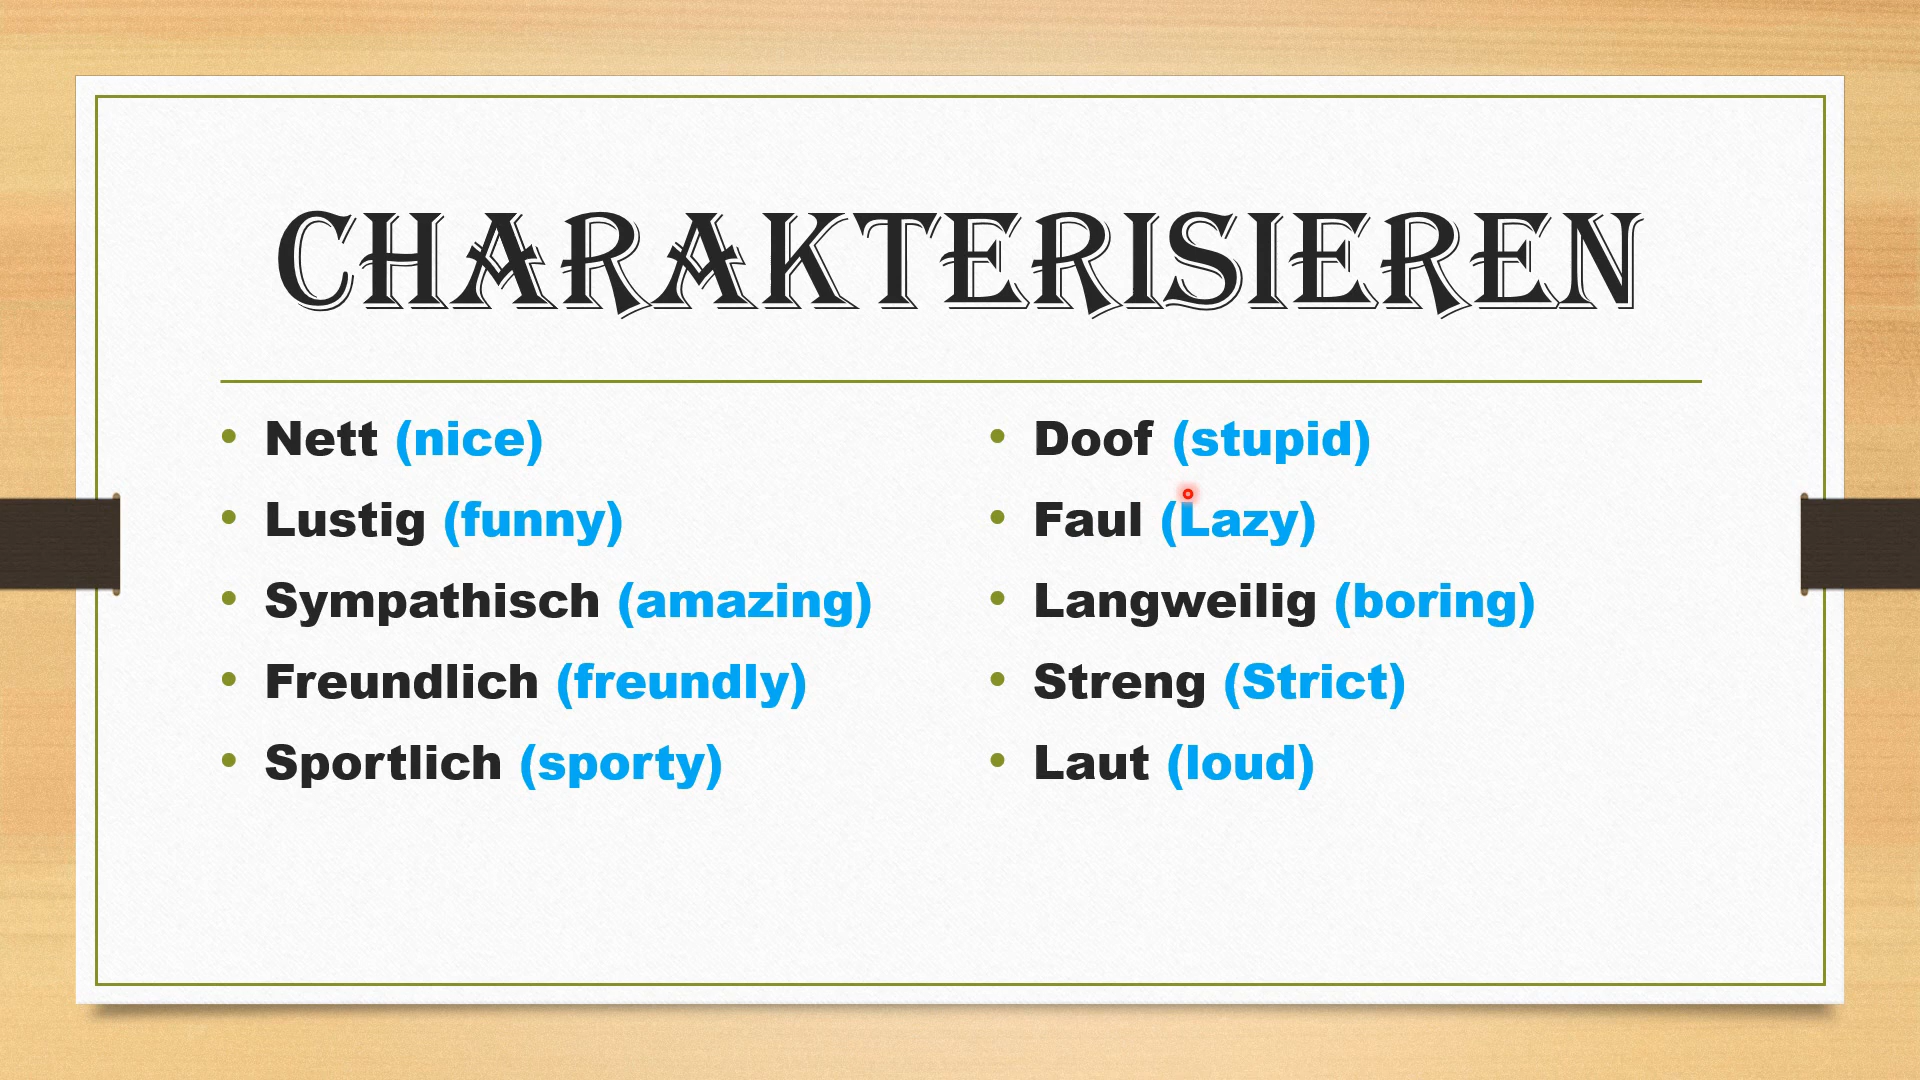 CHARAKTERISIEREN
• Nett (nice)
• Lustig (funny)
• Sympathisch (amazing)
• Freundlich (freundly)
• Sportlich (sporty)
• Doof (stupid)
• Faul (Lazy)
• Langweilig (boring)
• Streng (Strict)
• Laut (loud)